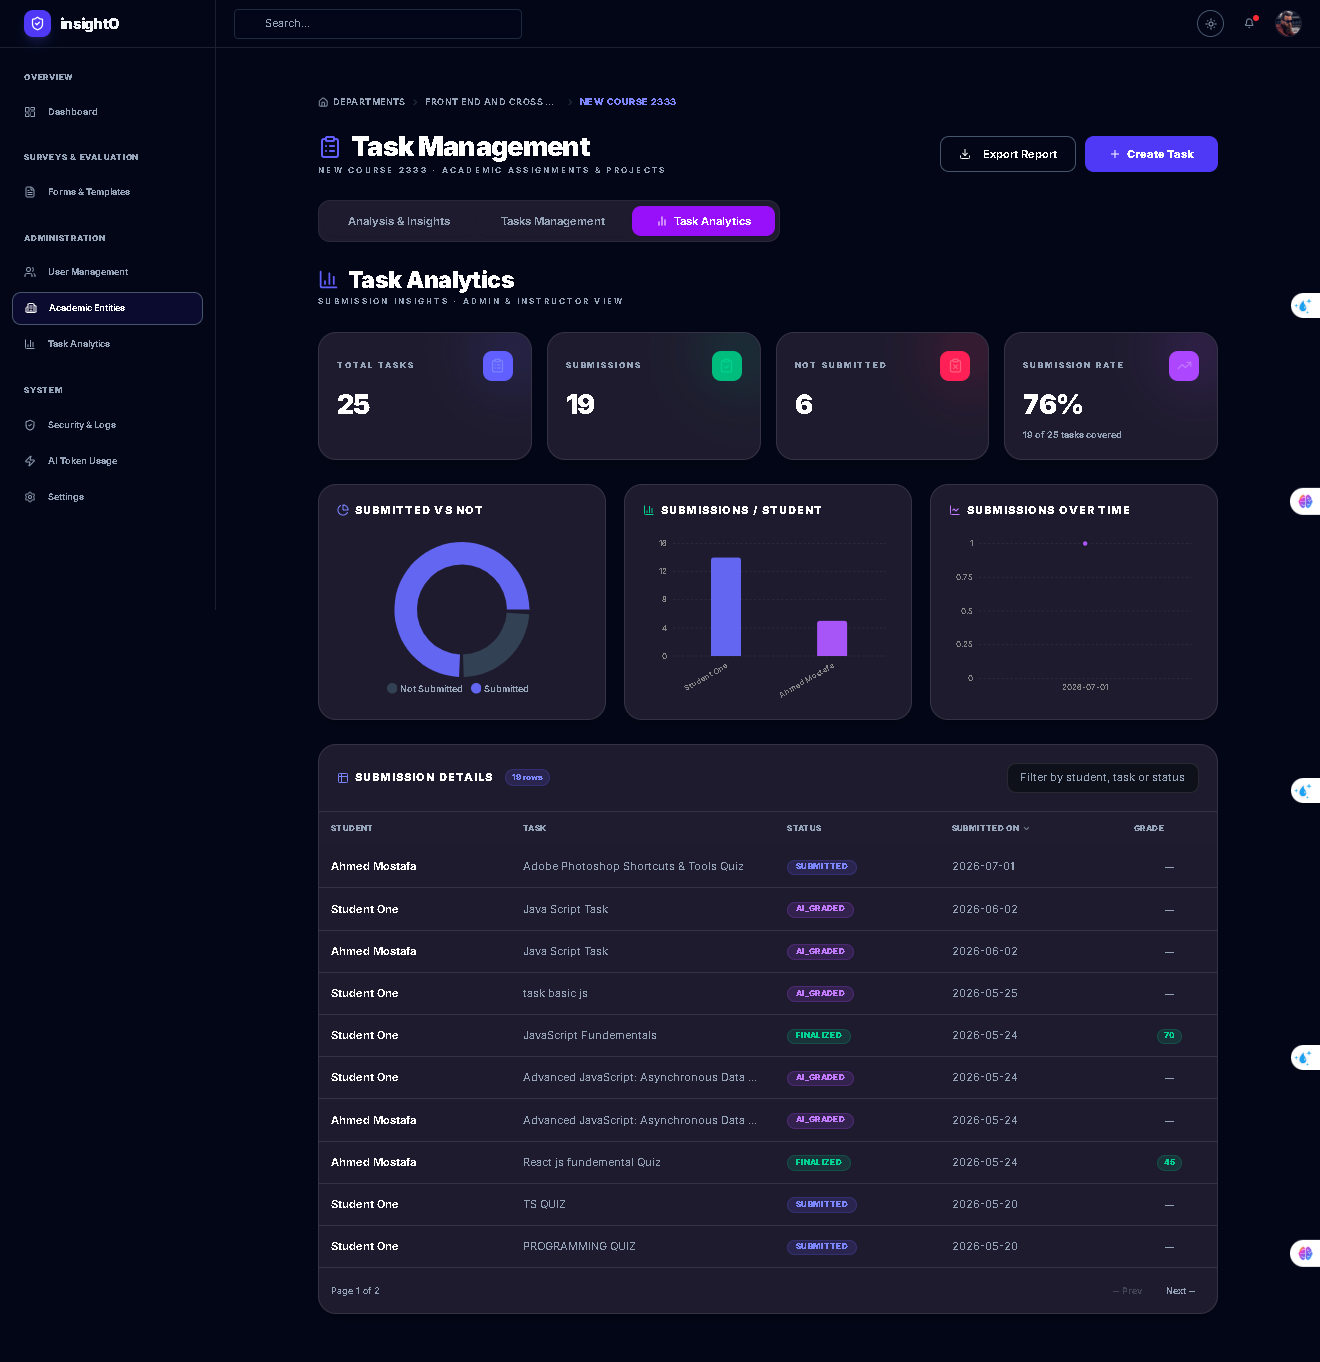 insightO
Search...
OVERVIEW
Dashboard
SURVEYS & EVALUATION
Forms & Templates
ADMINISTRATION
User Management
Academic Entities
Task Analytics
SYSTEM
Security & Logs
AI Token Usage
Settings
DEPARTMENTS > FRONT END AND CROSS ... > NEW COURSE 2333
Task Management
NEW COURSE 2333 · ACADEMIC ASSIGNMENTS & PROJECTS
Export Report
+ Create Task
Analysis & Insights Tasks Management Task Analytics
Task Analytics
SUBMISSION INSIGHTS · ADMIN & INSTRUCTOR VIEW
TOTAL TASKS
25
SUBMISSIONS
19
NOT SUBMITTED
6
SUBMISSION RATE
76%
19 of 25 tasks covered
SUBMITTED VS NOT
Not Submitted Submitted
SUBMISSIONS / STUDENT
16
12
8
4
0
Student One Ahmed Mostafa
SUBMISSIONS OVER TIME
1
0.75
0.5
0.25
0
2026-07-01
SUBMISSION DETAILS 19 rows
Filter by student, task or status
STUDENT TASK STATUS SUBMITTED ON GRADE
Ahmed Mostafa Adobe Photoshop Shortcuts & Tools Quiz SUBMITTED 2026-07-01 —
Student One Java Script Task AI_GRADED 2026-06-02 —
Ahmed Mostafa Java Script Task AI_GRADED 2026-06-02 —
Student One task basic js AI_GRADED 2026-05-25 —
Student One JavaScript Fundementals FINALIZED 2026-05-24 70
Student One Advanced JavaScript: Asynchronous Data ... AI_GRADED 2026-05-24 —
Ahmed Mostafa Advanced JavaScript: Asynchronous Data ... AI_GRADED 2026-05-24 —
Ahmed Mostafa React js fundemental Quiz FINALIZED 2026-05-24 45
Student One TS QUIZ SUBMITTED 2026-05-20 —
Student One PROGRAMMING QUIZ SUBMITTED 2026-05-20 —
Page 1 of 2
← Prev Next →